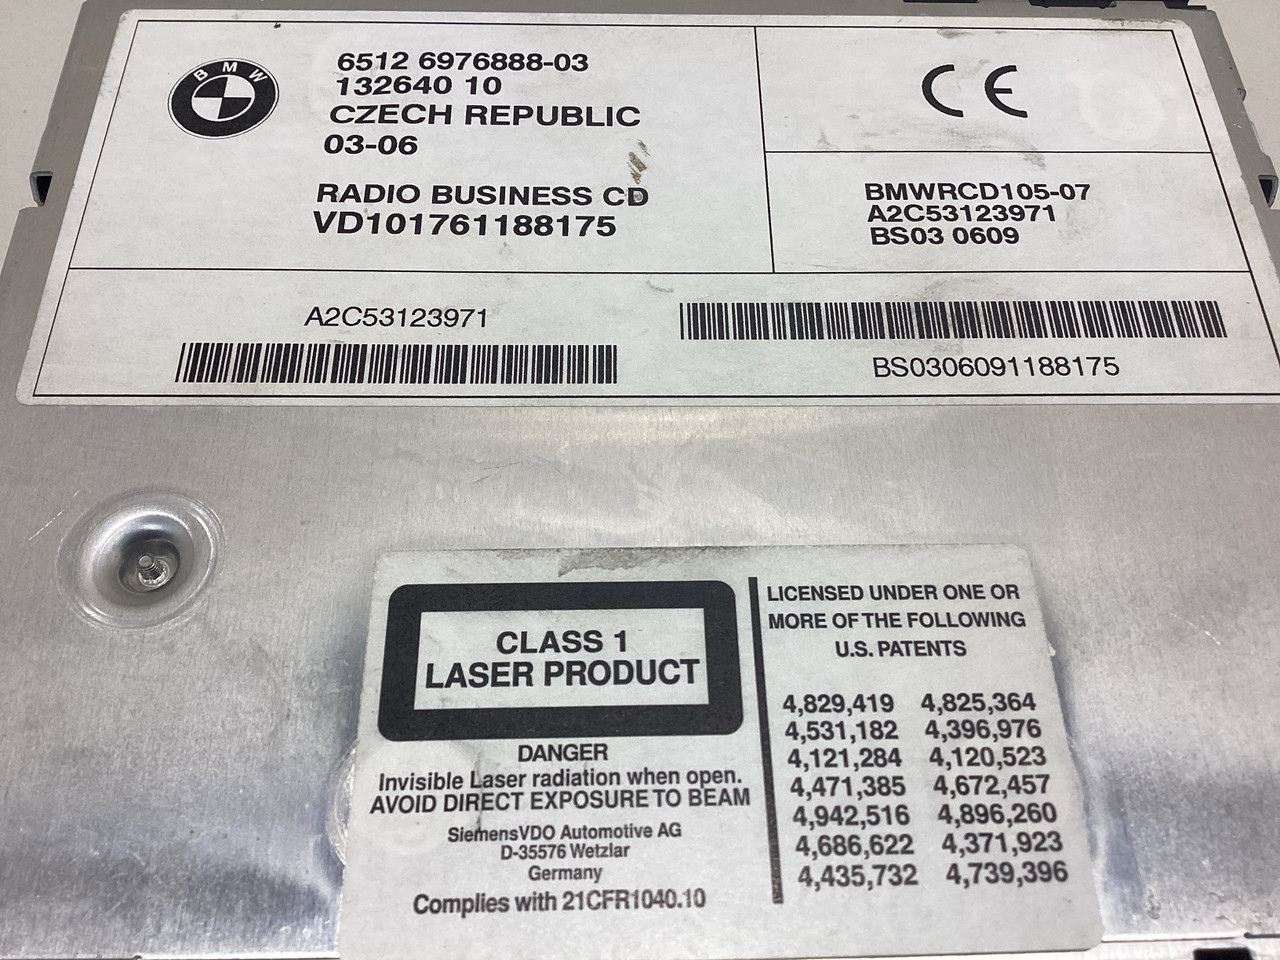 BMW
6512 6976888-03
132640 10
CZECH REPUBLIC
03-06
RADIO BUSINESS CD
VD101761188175
CE
BMWRCD105-07
A2C53123971
BS03 0609
A2C53123971
BS0306091188175
CLASS 1
LASER PRODUCT
DANGER
Invisible Laser radiation when open.
AVOID DIRECT EXPOSURE TO BEAM
SiemensVDO Automotive AG
D-35576 Wetzlar
Germany
Complies with 21CFR1040.10
LICENSED UNDER ONE OR
MORE OF THE FOLLOWING
U.S. PATENTS
4,829,419 4,825,364
4,531,182 4,396,976
4,121,284 4,120,523
4,471,385 4,672,457
4,942,516 4,896,260
4,686,622 4,371,923
4,435,732 4,739,396